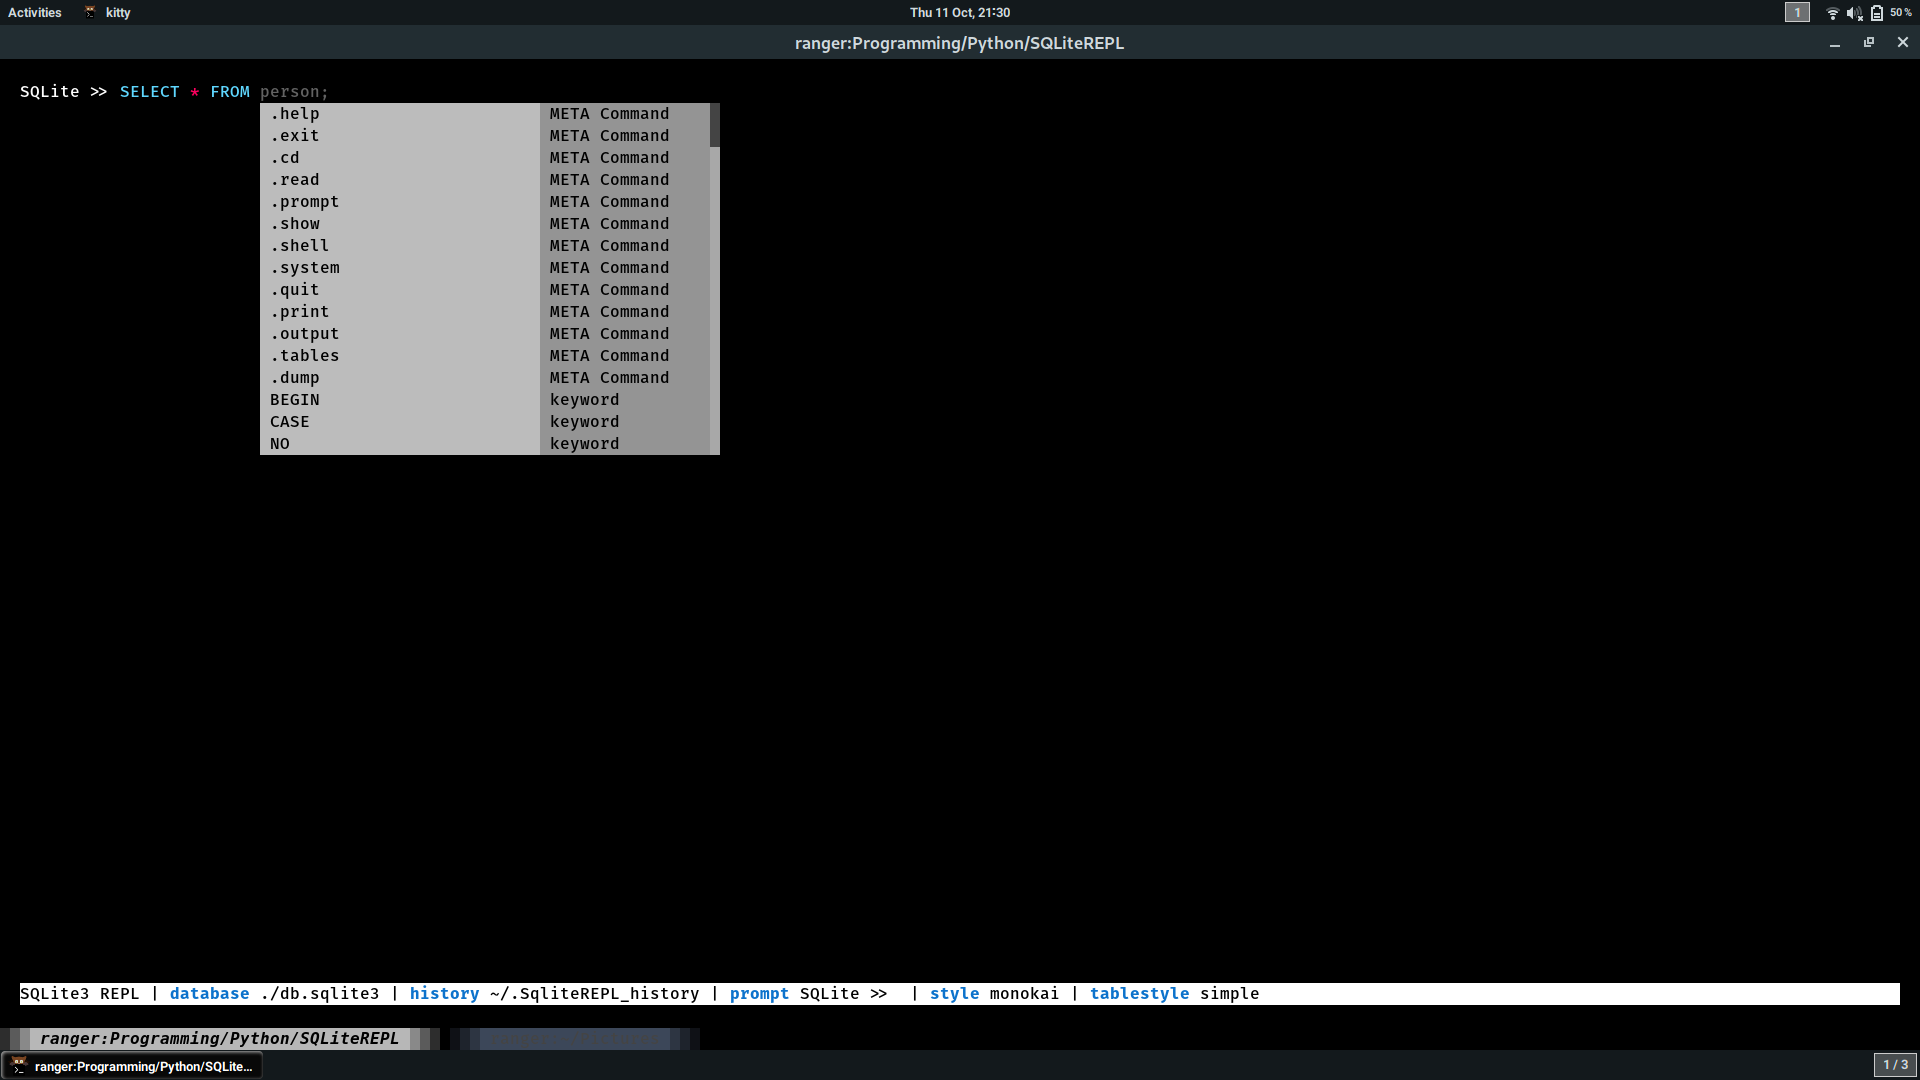 Activities kitty Thu 11 Oct, 21:30 1 50 %
ranger:Programming/Python/SQLiteREPL
SQLite >> SELECT * FROM person;
.help META Command
.exit META Command
.cd META Command
.read META Command
.prompt META Command
.show META Command
.shell META Command
.system META Command
.quit META Command
.print META Command
.output META Command
.tables META Command
.dump META Command
BEGIN keyword
CASE keyword
NO keyword
SQLite3 REPL | database ./db.sqlite3 | history ~/.SqliteREPL_history | prompt SQLite >> | style monokai | tablestyle simple
ranger:Programming/Python/SQLiteREPL
ranger:Programming/Python/SQLite... 1 / 3